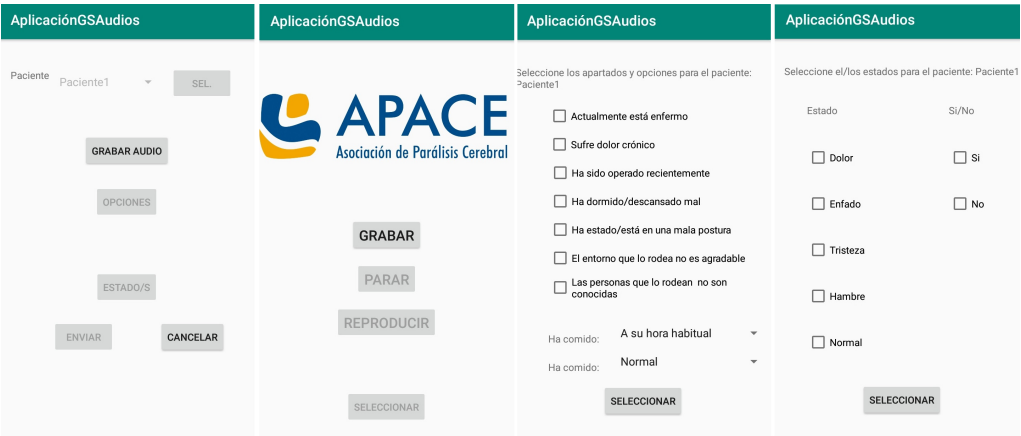 AplicaciónGSAudios
Paciente
Paciente1
SEL.
GRABAR AUDIO
OPCIONES
ESTADO/S
ENVIAR
CANCELAR
AplicaciónGSAudios
APACE
Asociación de Parálisis Cerebral
GRABAR
PARAR
REPRODUCIR
SELECCIONAR
AplicaciónGSAudios
Seleccione los apartados y opciones para el paciente:
Paciente1
Actualmente está enfermo
Sufre dolor crónico
Ha sido operado recientemente
Ha dormido/descansado mal
Ha estado/está en una mala postura
El entorno que lo rodea no es agradable
Las personas que lo rodean no son
conocidas
Ha comido: A su hora habitual
Ha comido: Normal
SELECCIONAR
AplicaciónGSAudios
Seleccione el/los estados para el paciente: Paciente1
Estado Si/No
Dolor Si
Enfado No
Tristeza
Hambre
Normal
SELECCIONAR